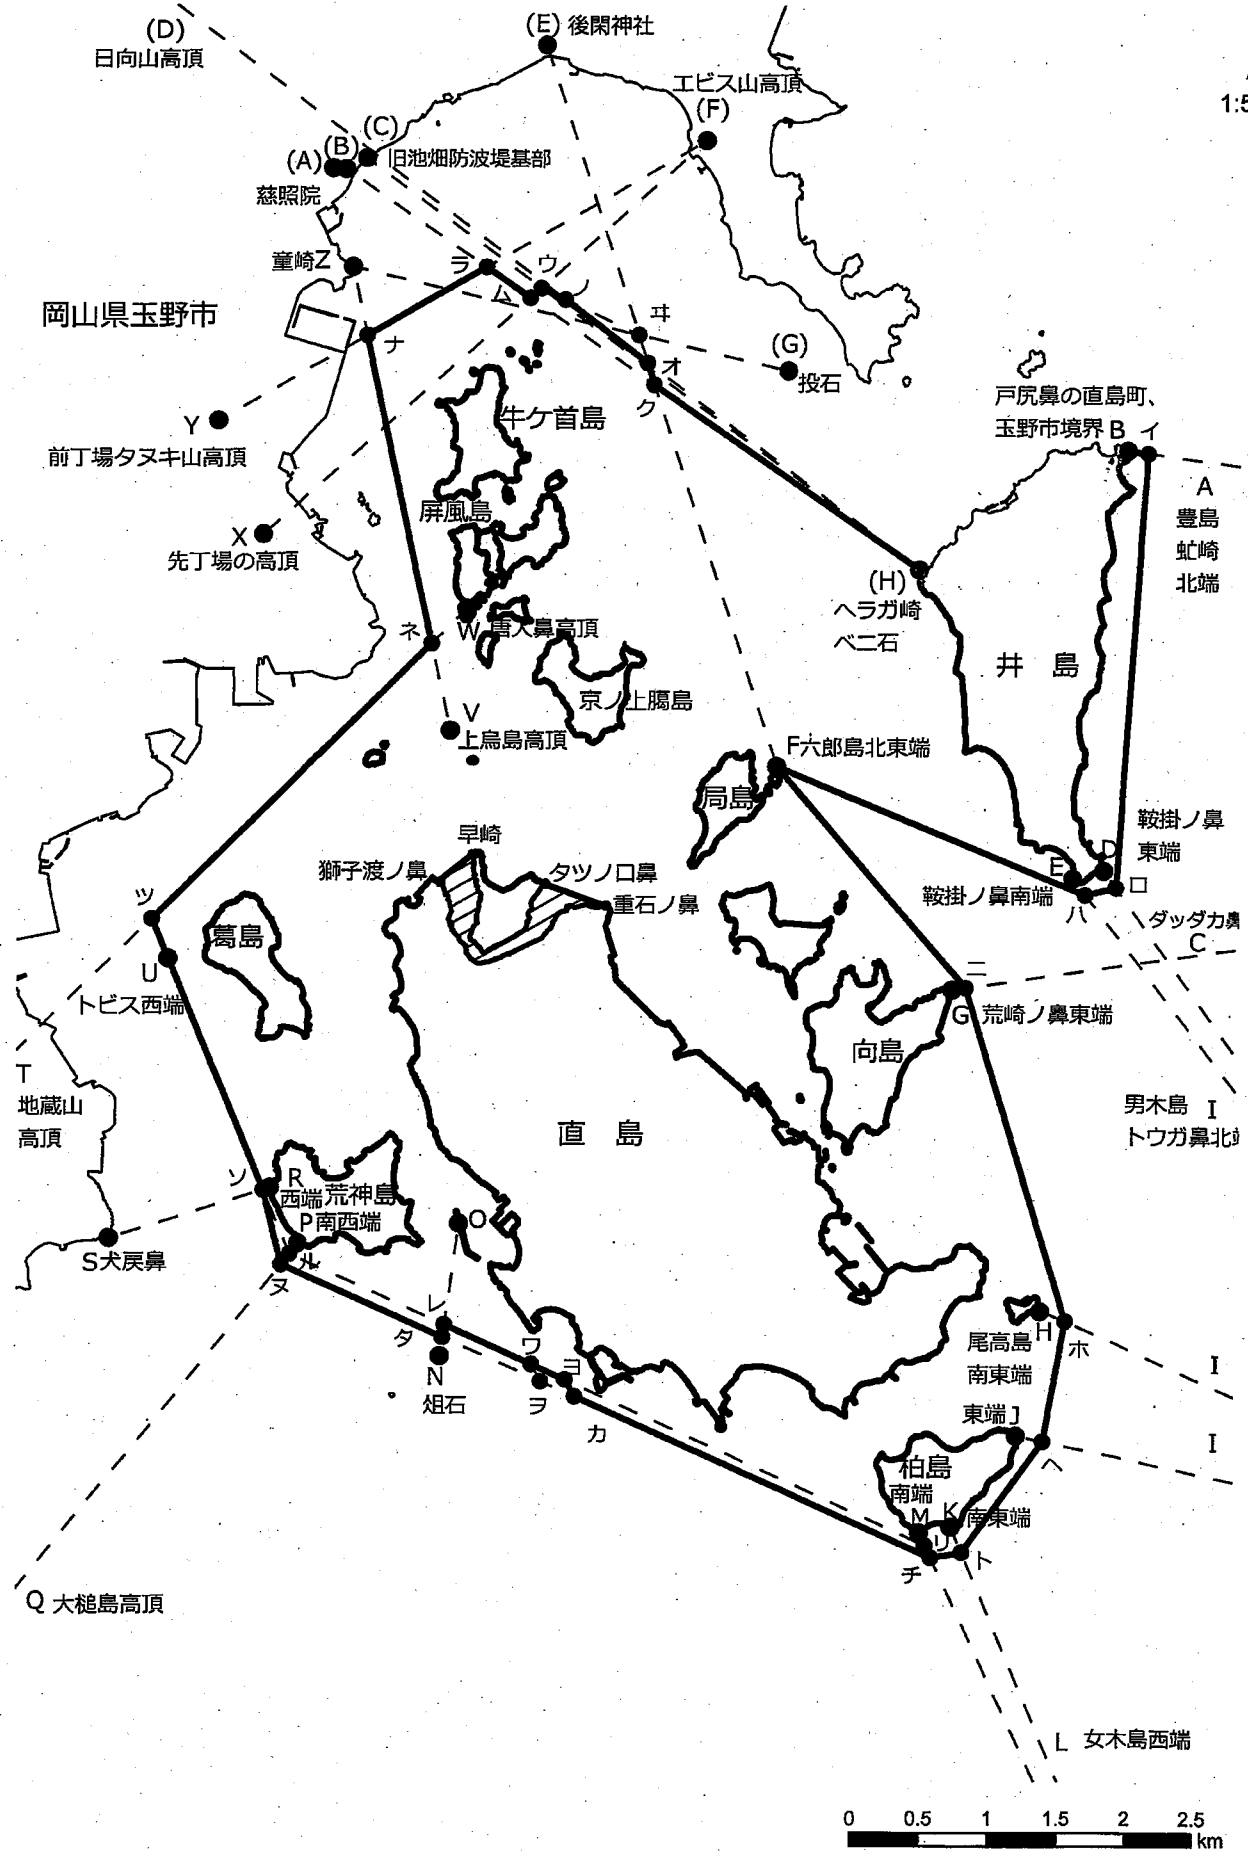 (D)
日向山高頂
(E) 後閑神社
エビス山高頂
(F)
1:5
(C)
(B)
(A)
旧池畑防波堤基部
慈照院
童崎Z
ラ
ウ
ム
ノ
ヰ
岡山県玉野市
ナ
オ
(G)
投石
ク
戸尻鼻の直島町、
玉野市境界 B イ
Y
前丁場タヌキ山高頂
牛ケ首島
A
豊島
虻崎
北端
屏風島
X
先丁場の高頂
(H)
ヘラガ崎
ベニ石
ネ
W 唐人鼻高頂
井 島
京ノ上臈島
V
上烏島高頂
F六郎島北東端
局島
鞍掛ノ鼻
東端
早崎
獅子渡ノ鼻
タツノ口鼻
重石ノ鼻
E D
ロ
鞍掛ノ鼻南端
ハ
ツ
葛島
ダッダカ鼻
C
U
トビス西端
ニ
G 荒崎ノ鼻東端
向島
T
地蔵山
高頂
直 島
男木島 I
トウガ鼻北端
ソ
R
西端
荒神島
P南西端
O
S犬戻鼻
ル
ヌ
レ
タ
N
俎石
ワ
ヨ
ヲ
カ
H
ホ
尾高島
南東端
I
東端J
I
ヘ
柏島
南端
M K 南東端
リ
チ
ト
Q 大槌島高頂
L 女木島西端
0 0.5 1 1.5 2 2.5
km